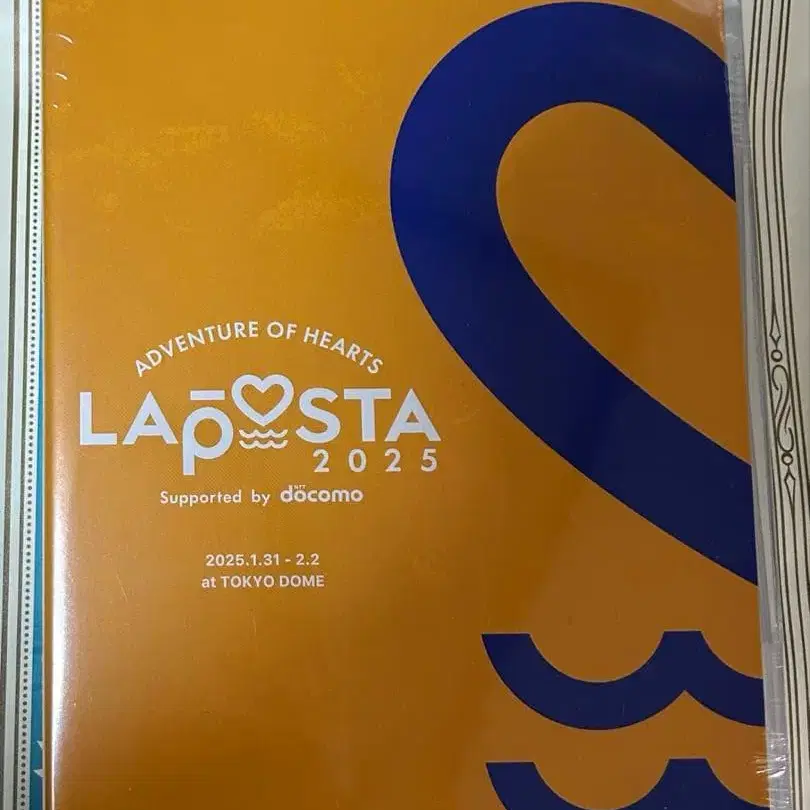 ADVENTURE OF HEARTS
LAPOSTA
2025
Supported by docomo
2025.1.31 - 2.2
at TOKYO DOME